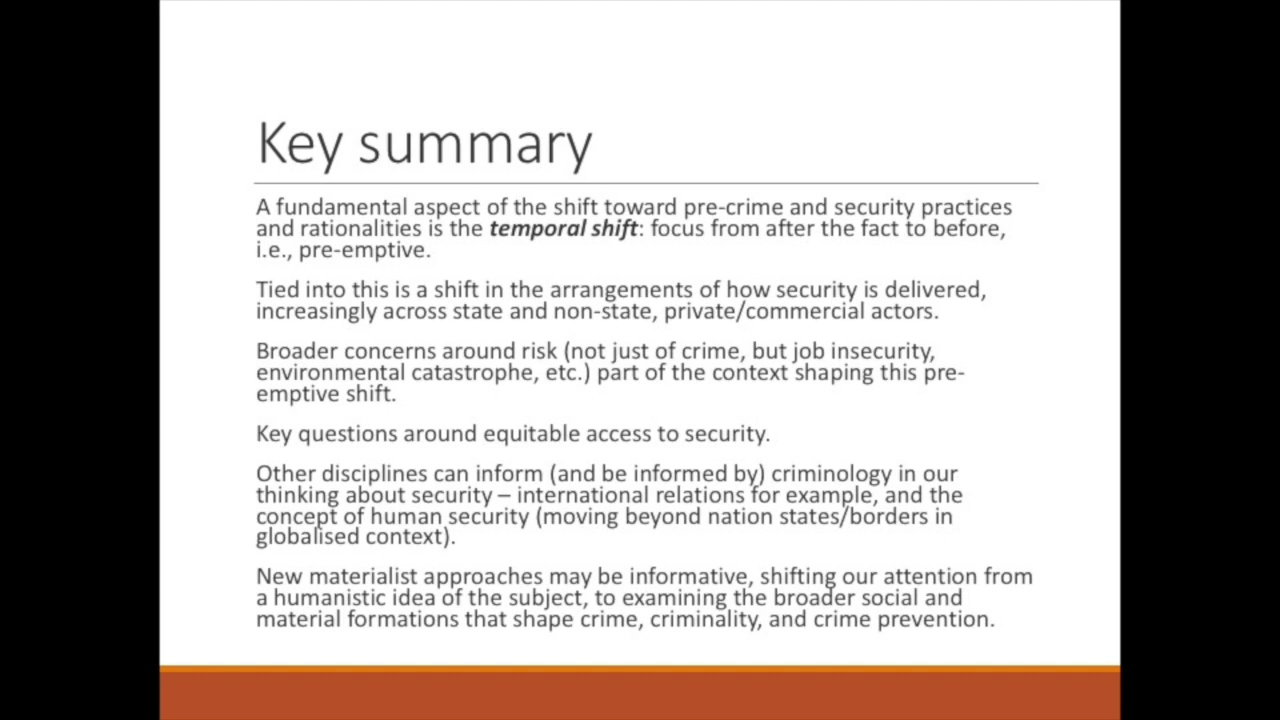 Key summary
A fundamental aspect of the shift toward pre-crime and security practices
and rationalities is the temporal shift: focus from after the fact to before,
i.e., pre-emptive.
Tied into this is a shift in the arrangements of how security is delivered,
increasingly across state and non-state, private/commercial actors.
Broader concerns around risk (not just of crime, but job insecurity,
environmental catastrophe, etc.) part of the context shaping this pre-
emptive shift.
Key questions around equitable access to security.
Other disciplines can inform (and be informed by) criminology in our
thinking about security – international relations for example, and the
concept of human security (moving beyond nation states/borders in
globalised context).
New materialist approaches may be informative, shifting our attention from
a humanistic idea of the subject, to examining the broader social and
material formations that shape crime, criminality, and crime prevention.